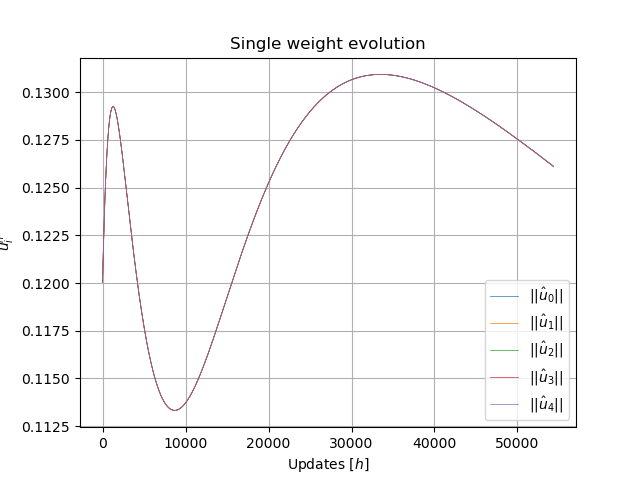 Single weight evolution
0.1300
0.1275
0.1250
0.1225
0.1200
0.1175
0.1150
0.1125
||û₀||
||û₁||
||û₂||
||û₃||
||û₄||
0 10000 20000 30000 40000 50000
Updates [h]